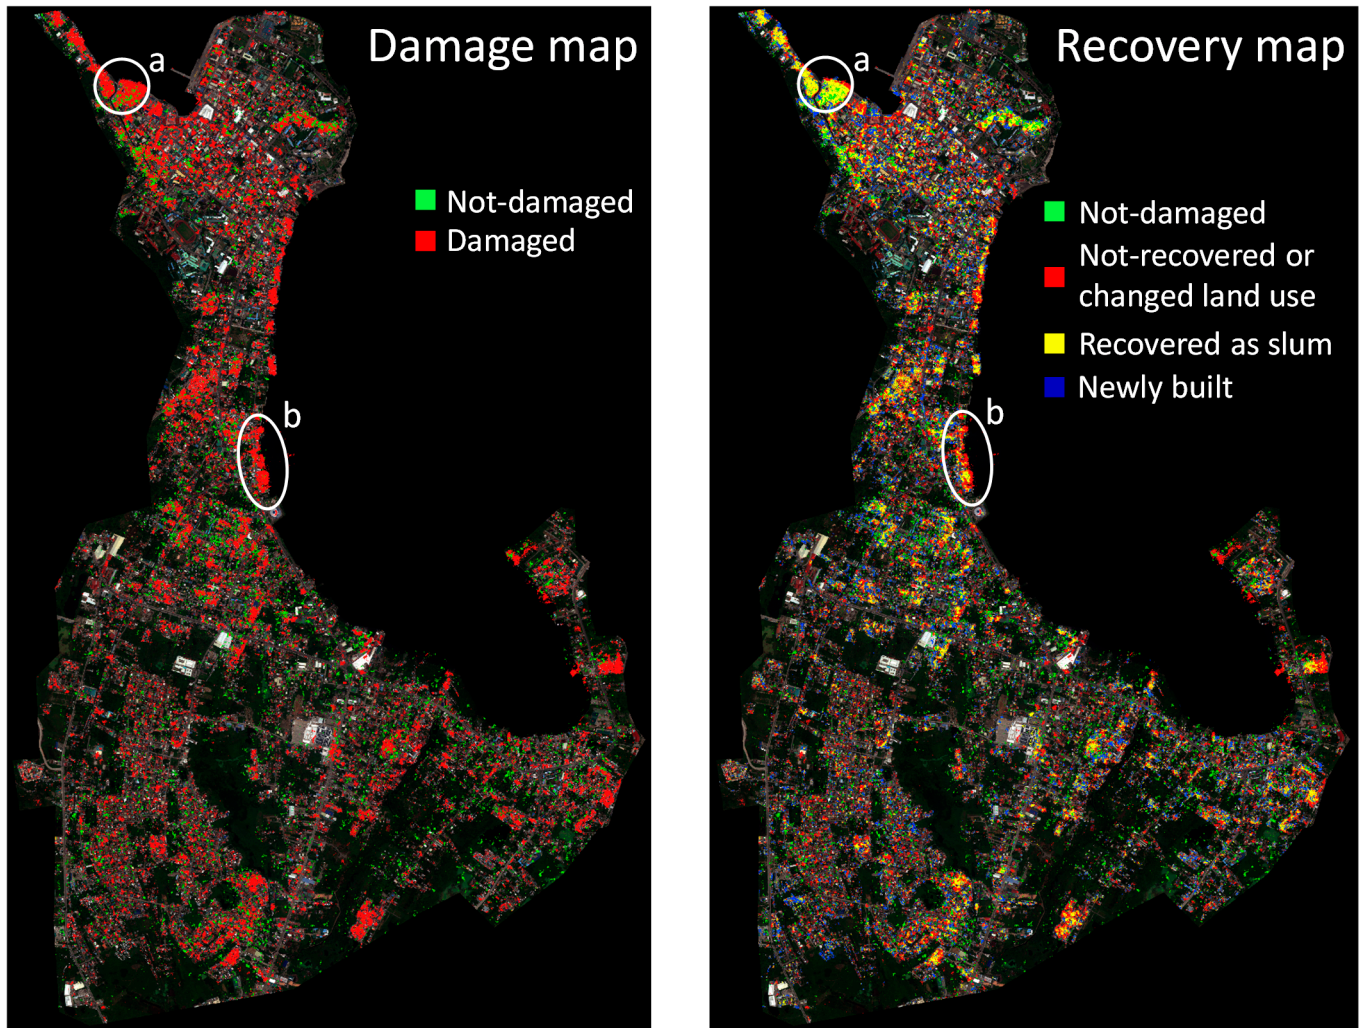 Damage map
a
Not-damaged
Damaged
b
Recovery map
a
Not-damaged
Not-recovered or
changed land use
Recovered as slum
Newly built
b